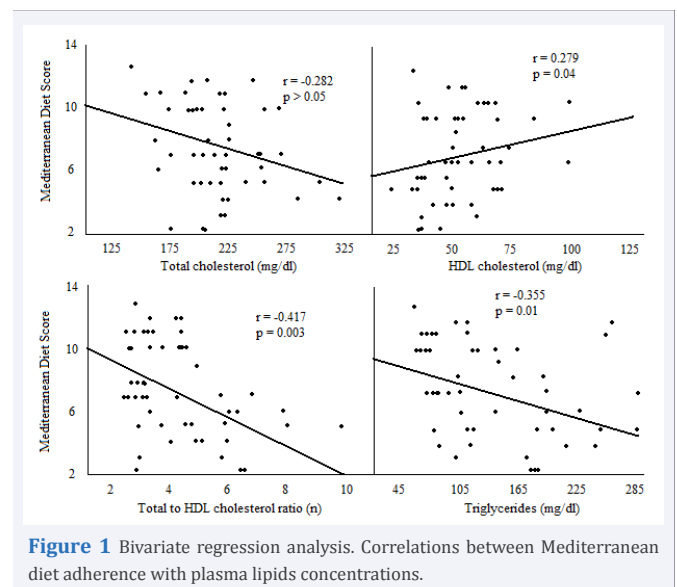 14
10
6
2
Mediterranean Diet Score
r = -0.282
p > 0.05
125 175 225 275 325
Total cholesterol (mg/dl)
r = 0.279
p = 0.04
25 50 75 100 125
HDL cholesterol (mg/dl)
14
10
6
2
Mediterranean Diet Score
r = -0.417
p = 0.003
2 4 6 8 10
Total to HDL cholesterol ratio (n)
r = -0.355
p = 0.01
45 105 165 225 285
Triglycerides (mg/dl)
Figure 1 Bivariate regression analysis. Correlations between Mediterranean
diet adherence with plasma lipids concentrations.